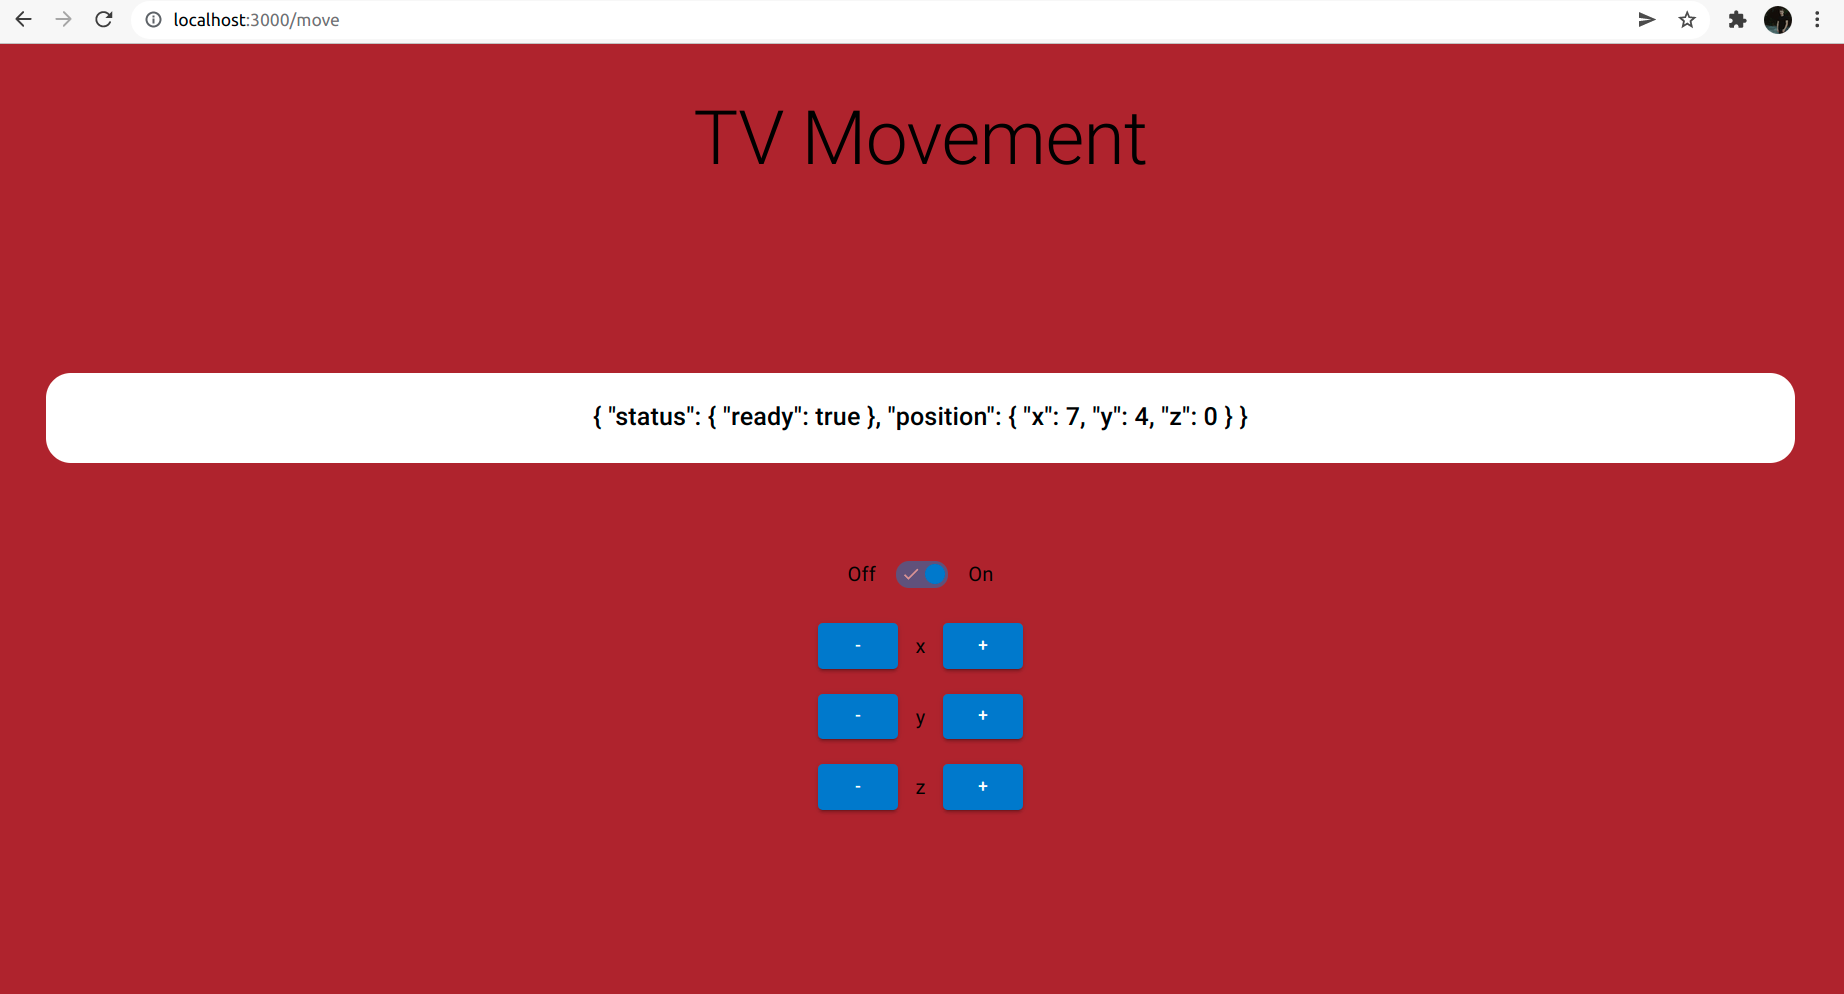 localhost:3000/move
TV Movement
{ "status": { "ready": true }, "position": { "x": 7, "y": 4, "z": 0 } }
Off On
- x +
- y +
- z +